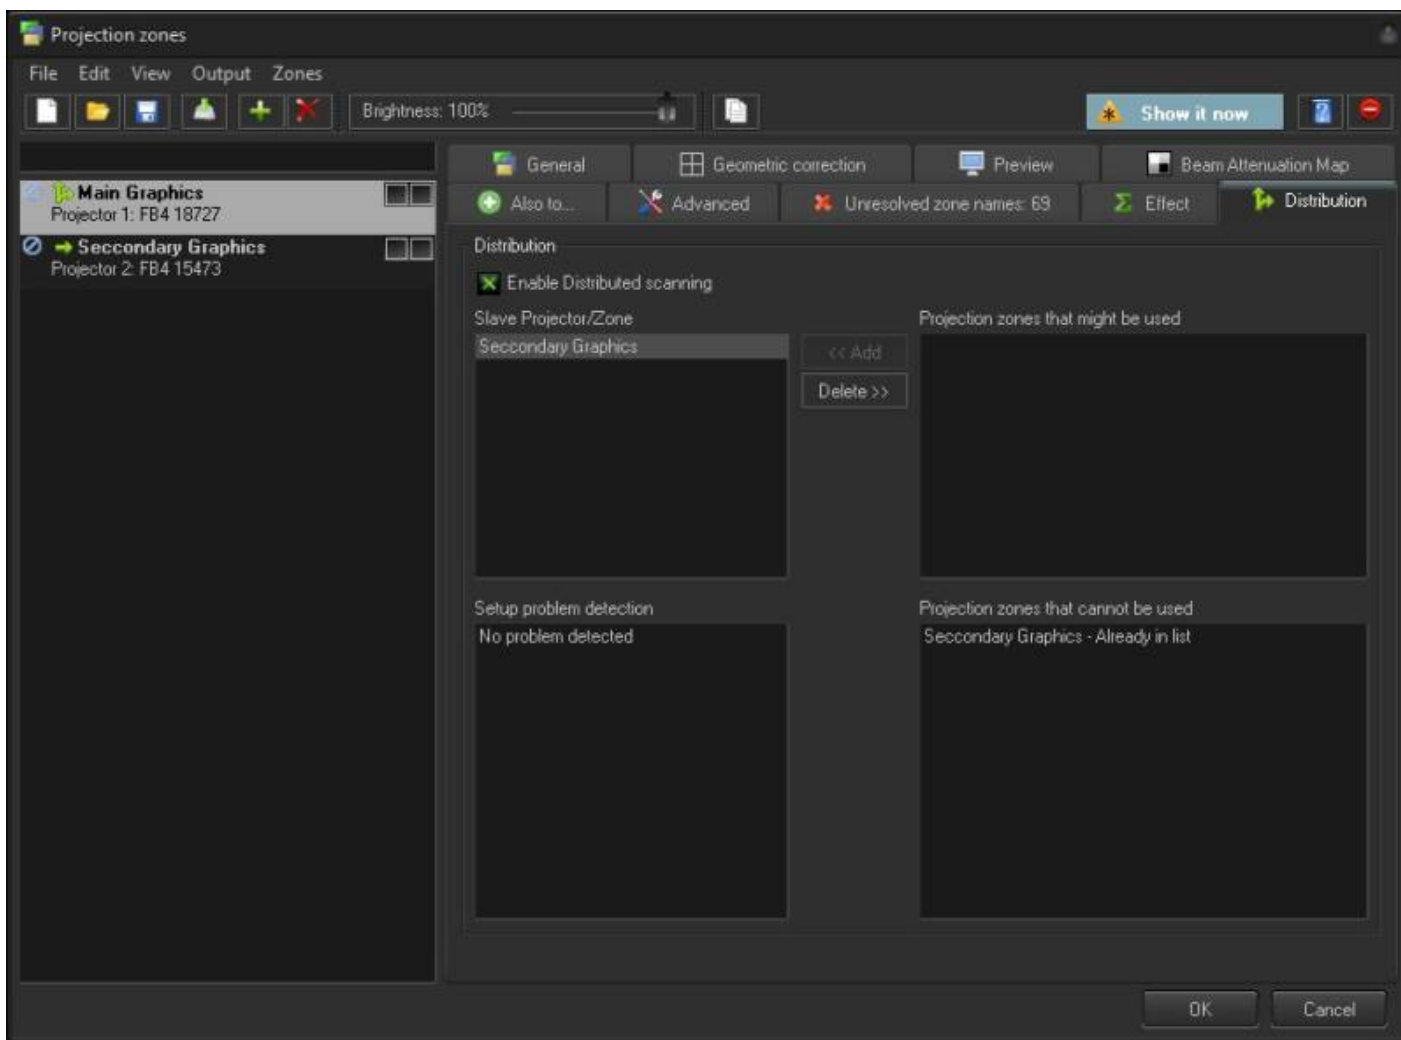 Projection zones
File Edit View Output Zones
Brightness: 100%
Show it now
Main Graphics
Projector 1: FB4 18727
Seccondary Graphics
Projector 2: FB4 15473
General Geometric correction Preview Beam Attenuation Map
Also to... Advanced Unresolved zone names: 69 Effect Distribution
Distribution
Enable Distributed scanning
Slave Projector/Zone
Seccondary Graphics
<< Add
Delete >>
Projection zones that might be used
Setup problem detection
No problem detected
Projection zones that cannot be used
Seccondary Graphics - Already in list
OK Cancel